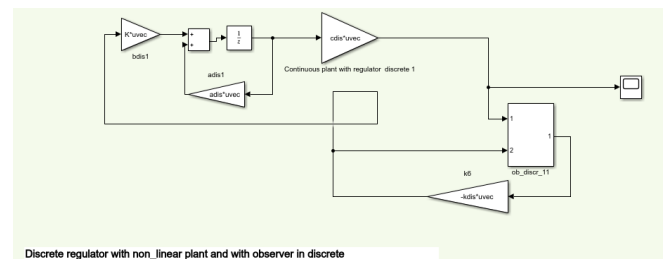 K*uvec
bdis1
+
+
1
z
cdis*uvec
Continuous plant with regulator discrete 1
adis1
adis*uvec
1
2
1
ob_discr_11
k6
-kdis*uvec
Discrete regulator with non_linear plant and with observer in discrete